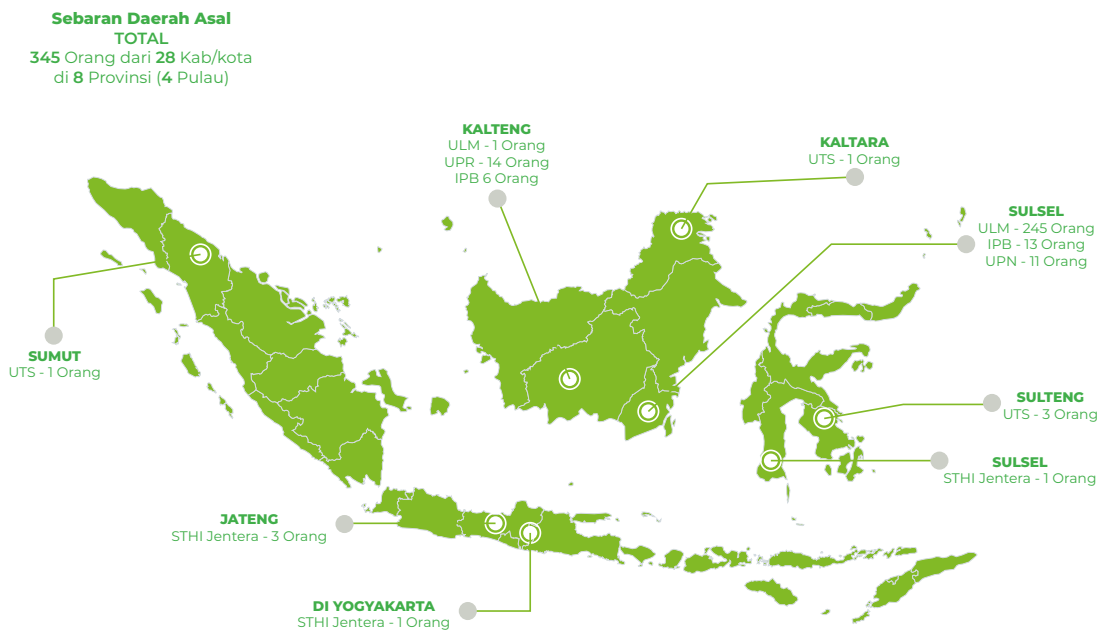 Sebaran Daerah Asal
TOTAL
345 Orang dari 28 Kab/kota
di 8 Provinsi (4 Pulau)
KALTENG
ULM - 1 Orang
UPR - 14 Orang
IPB 6 Orang
KALTARA
UTS - 1 Orang
SULSEL
ULM - 245 Orang
IPB - 13 Orang
UPN - 11 Orang
SUMUT
UTS - 1 Orang
SULTENG
UTS - 3 Orang
SULSEL
STHI Jentera - 1 Orang
JATENG
STHI Jentera - 3 Orang
DI YOGYAKARTA
STHI Jentera - 1 Orang